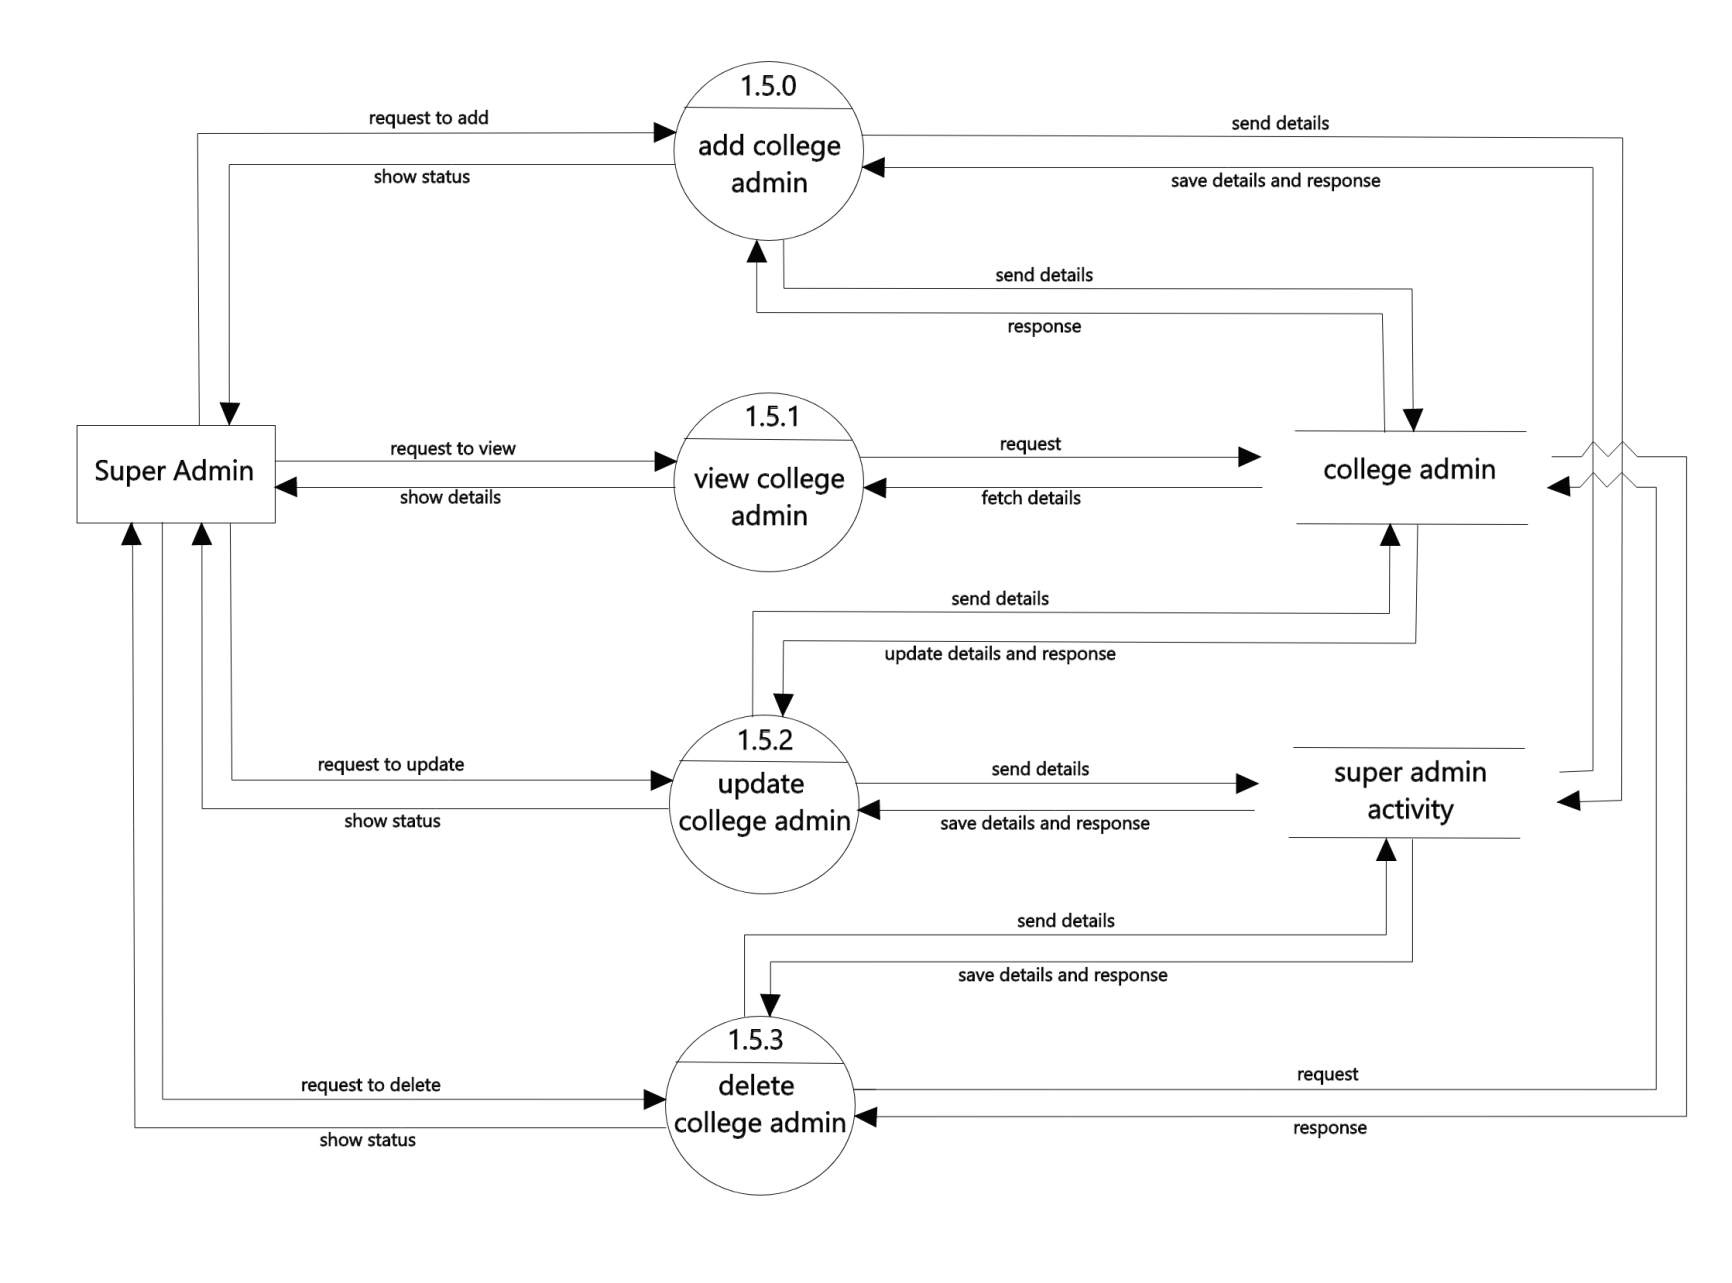 1.5.0
add college
admin
request to add
show status
send details
save details and response
send details
response
1.5.1
view college
admin
Super Admin
request to view
show details
request
fetch details
college admin
send details
update details and response
1.5.2
update
college admin
request to update
show status
send details
save details and response
super admin
activity
send details
save details and response
1.5.3
delete
college admin
request to delete
show status
request
response